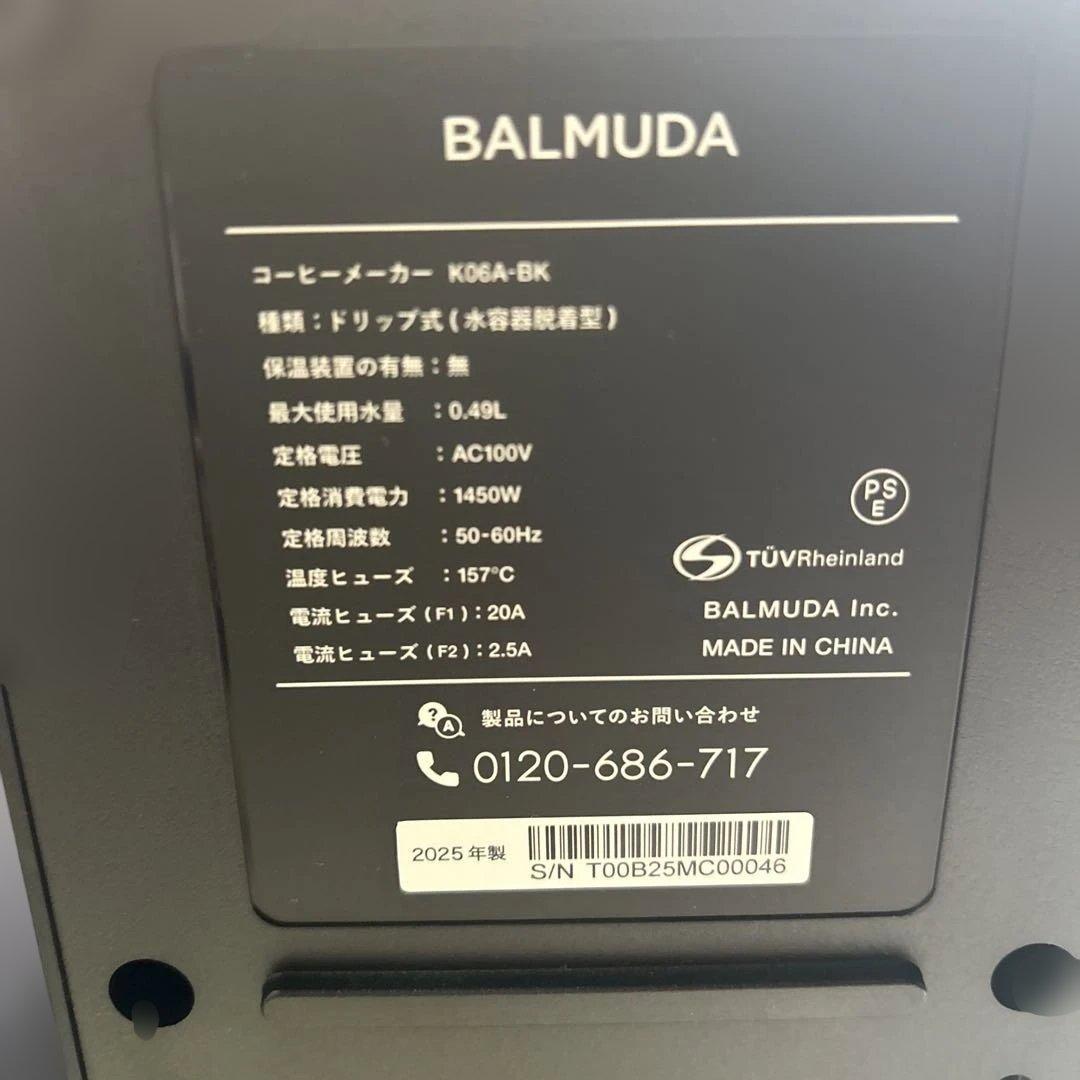 BALMUDA
コーヒーメーカー K06A-BK
種類：ドリップ式(水容器脱着型)
保温装置の有無：無
最大使用水量 ：0.49L
定格電圧 ：AC100V
定格消費電力 ：1450W
定格周波数 ：50-60Hz
温度ヒューズ ：157℃
電流ヒューズ(F1)：20A
電流ヒューズ(F2)：2.5A
PS
E
TÜVRheinland
BALMUDA Inc.
MADE IN CHINA
? A 製品についてのお問い合わせ
0120-686-717
2025年製
S/N T00B25MC00046